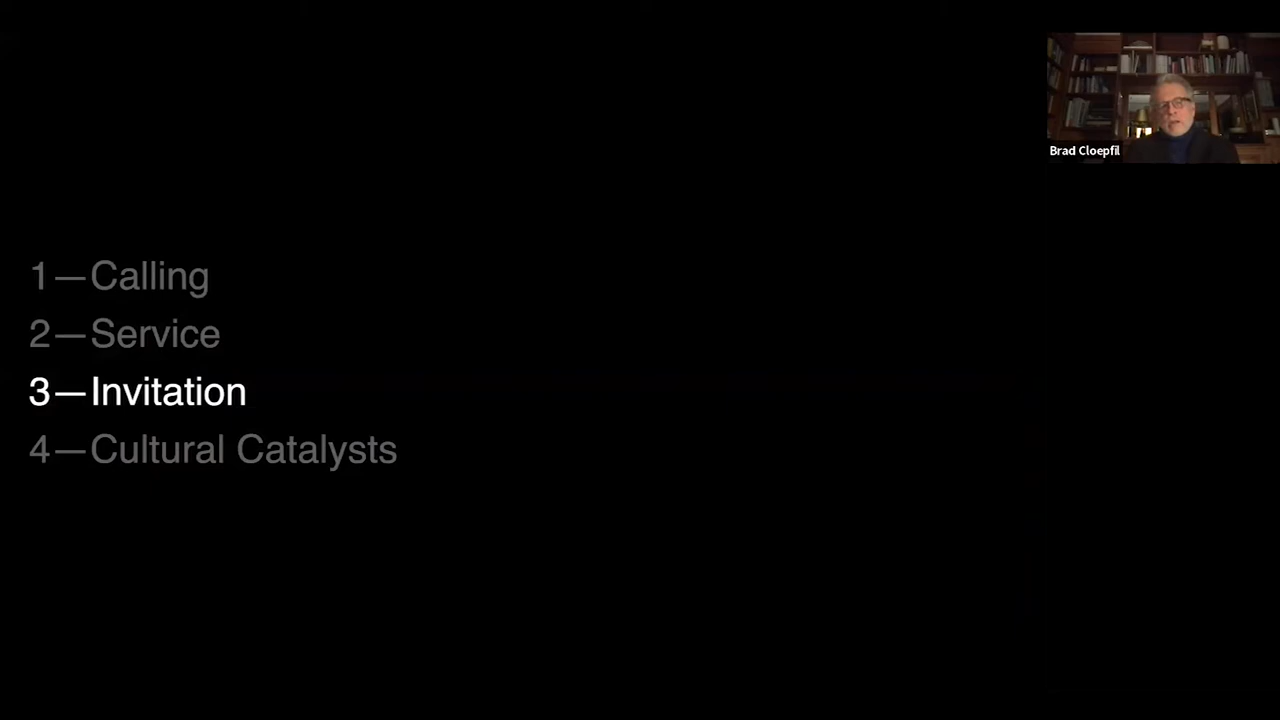 Brad Cloepfil
1—Calling
2—Service
3—Invitation
4—Cultural Catalysts